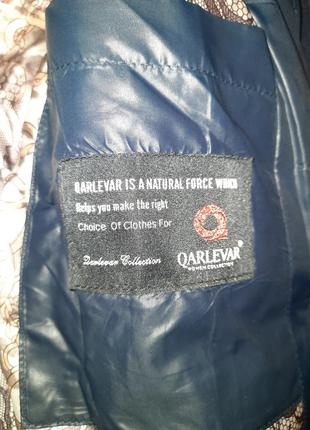 QARLEVAR IS A NATURAL FORCE WHICH
Helps you make the right
Choice Of Clothes For
Qarlevar Collection
QARLEVAR®
WOMEN COLLECTION